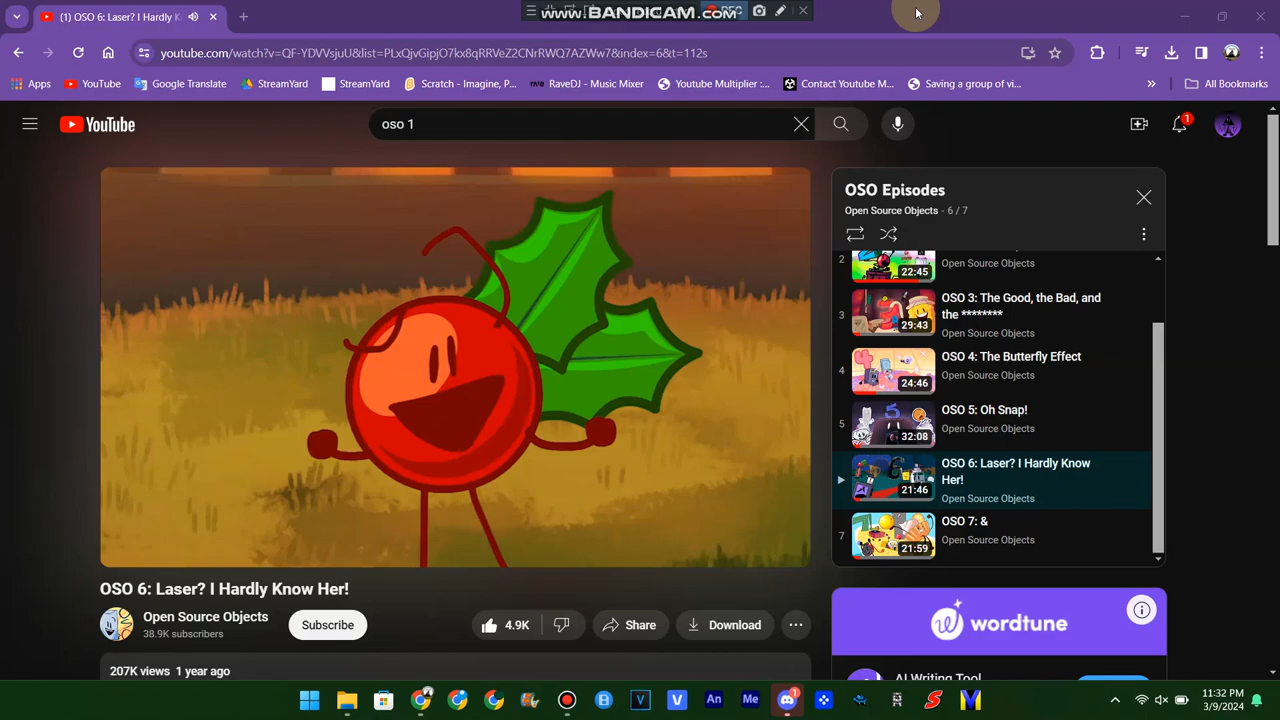 www.BANDICAM.com
REC
(1) OSO 6: Laser? I Hardly K
youtube.com/watch?v=QF-YDVVsjuU&list=PLxQjvGipjO7kx8qRRVeZ2CNrRWQ7AZWw7&index=6&t=112s
Apps
YouTube
Google Translate
StreamYard
StreamYard
Scratch - Imagine, P...
RaveDJ - Music Mixer
Youtube Multiplier :...
Contact Youtube M...
Saving a group of vi...
All Bookmarks
YouTube
oso 1
1
OSO Episodes
Open Source Objects - 6 / 7
2
22:45
Open Source Objects
3
29:43
OSO 3: The Good, the Bad, and
the ********
Open Source Objects
4
24:46
OSO 4: The Butterfly Effect
Open Source Objects
5
32:08
OSO 5: Oh Snap!
Open Source Objects
21:46
OSO 6: Laser? I Hardly Know
Her!
Open Source Objects
7
21:59
OSO 7: &
Open Source Objects
OSO 6: Laser? I Hardly Know Her!
Open Source Objects
38.9K subscribers
Subscribe
4.9K
Share
Download
207K views 1 year ago
wordtune
AI Writing Tool
An
Me
1
11:32 PM
3/9/2024